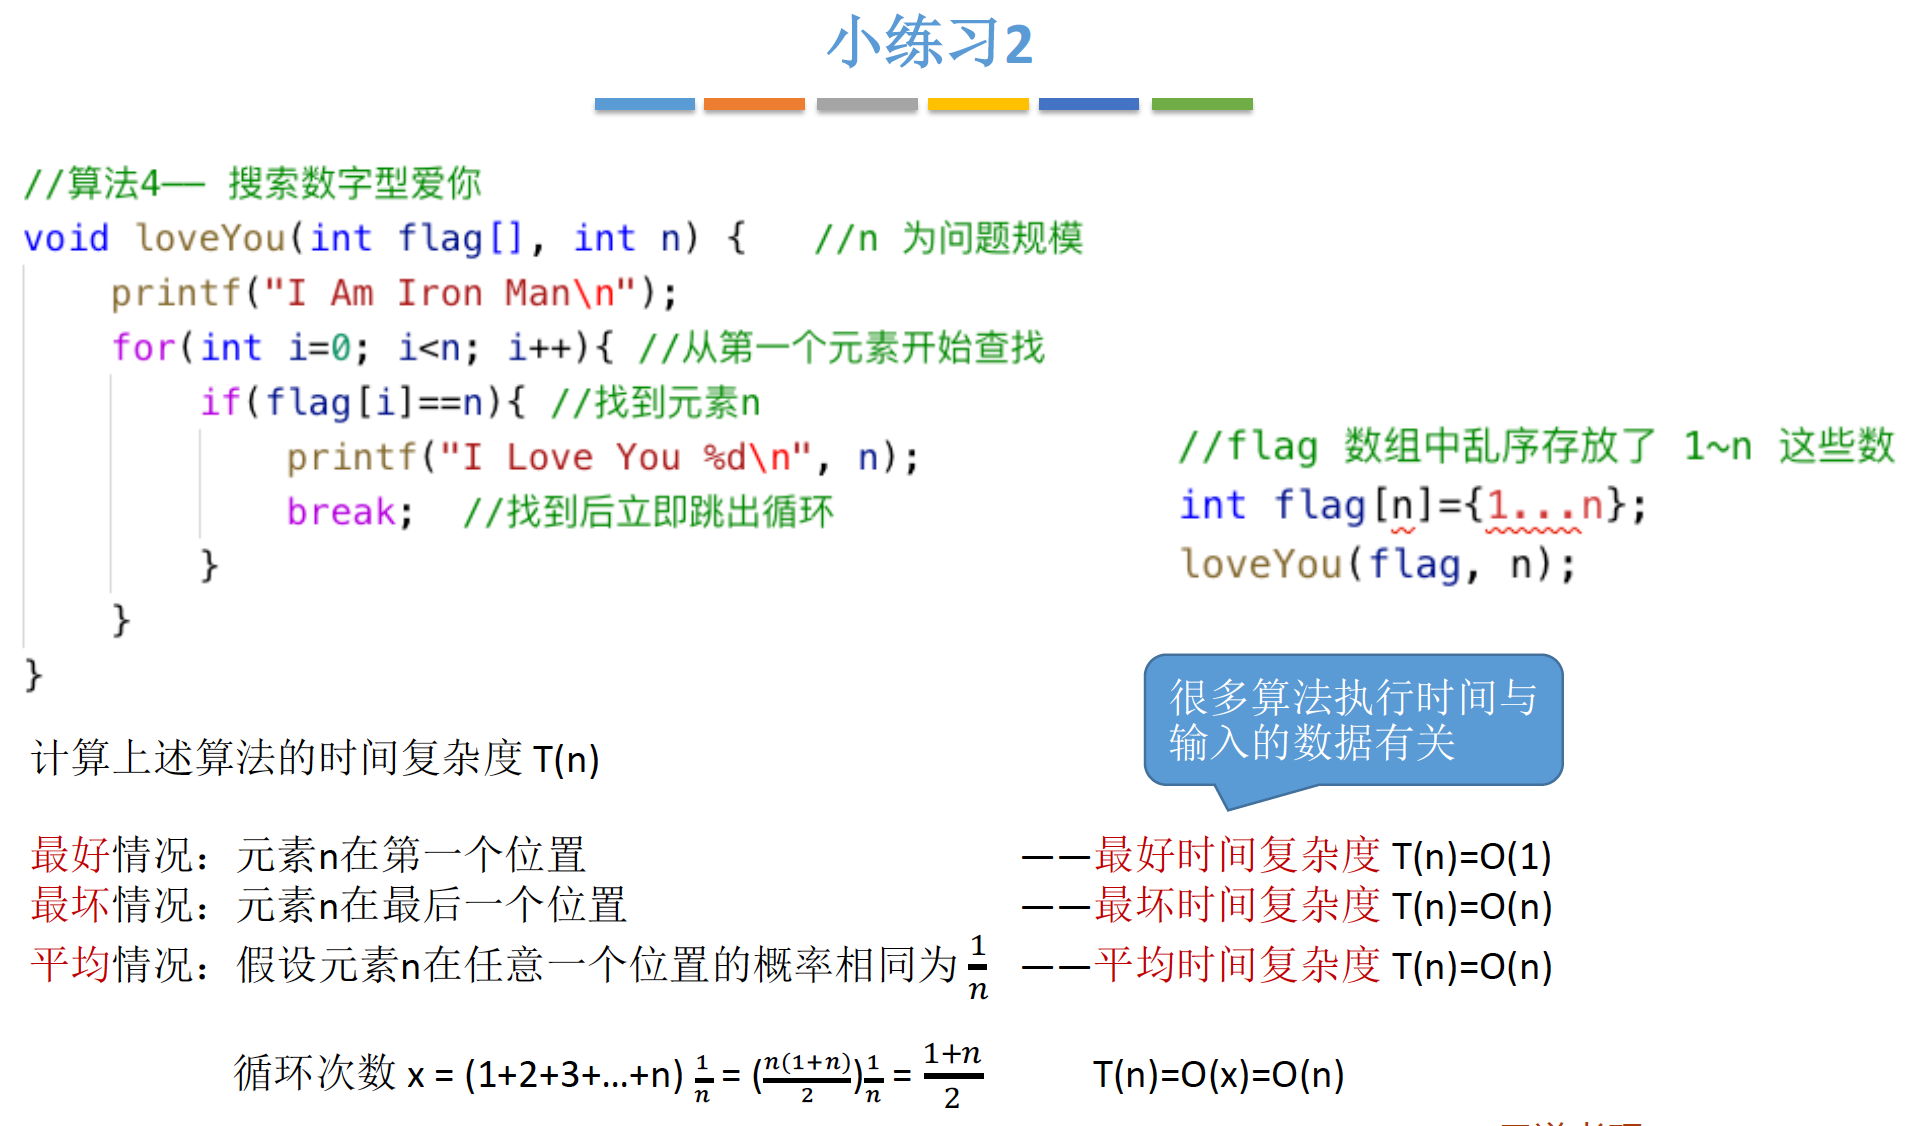 小练习2
//算法4—— 搜索数字型爱你
void loveYou(int flag[], int n) {   //n 为问题规模
    printf("I Am Iron Man\n");
    for(int i=0; i<n; i++){ //从第一个元素开始查找
        if(flag[i]==n){ //找到元素n
            printf("I Love You %d\n", n);
            break;  //找到后立即跳出循环
        }
    }
}
//flag 数组中乱序存放了 1~n 这些数
int flag[n]={1...n};
loveYou(flag, n);
很多算法执行时间与
输入的数据有关
计算上述算法的时间复杂度 T(n)
最好情况：元素n在第一个位置 ——最好时间复杂度 T(n)=O(1)
最坏情况：元素n在最后一个位置 ——最坏时间复杂度 T(n)=O(n)
平均情况：假设元素n在任意一个位置的概率相同为 1/n ——平均时间复杂度 T(n)=O(n)
循环次数 x = (1+2+3+...+n) 1/n = (n(1+n)/2) 1/n = (1+n)/2 T(n)=O(x)=O(n)